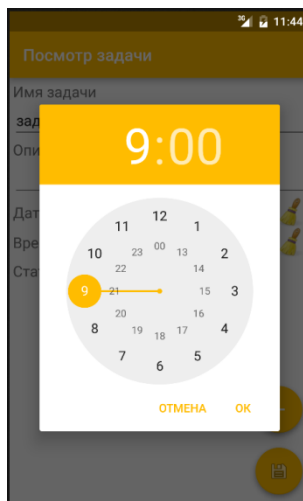 3G 11:44
Посмотр задачи
Имя задачи
зад
Опи
9:00
Дат
Вре
Ста
12
11 1
00
23 13
10 2
22 14
9 21 15 3
20 16
8 4
19 17
18
7 5
6
ОТМЕНА ОК